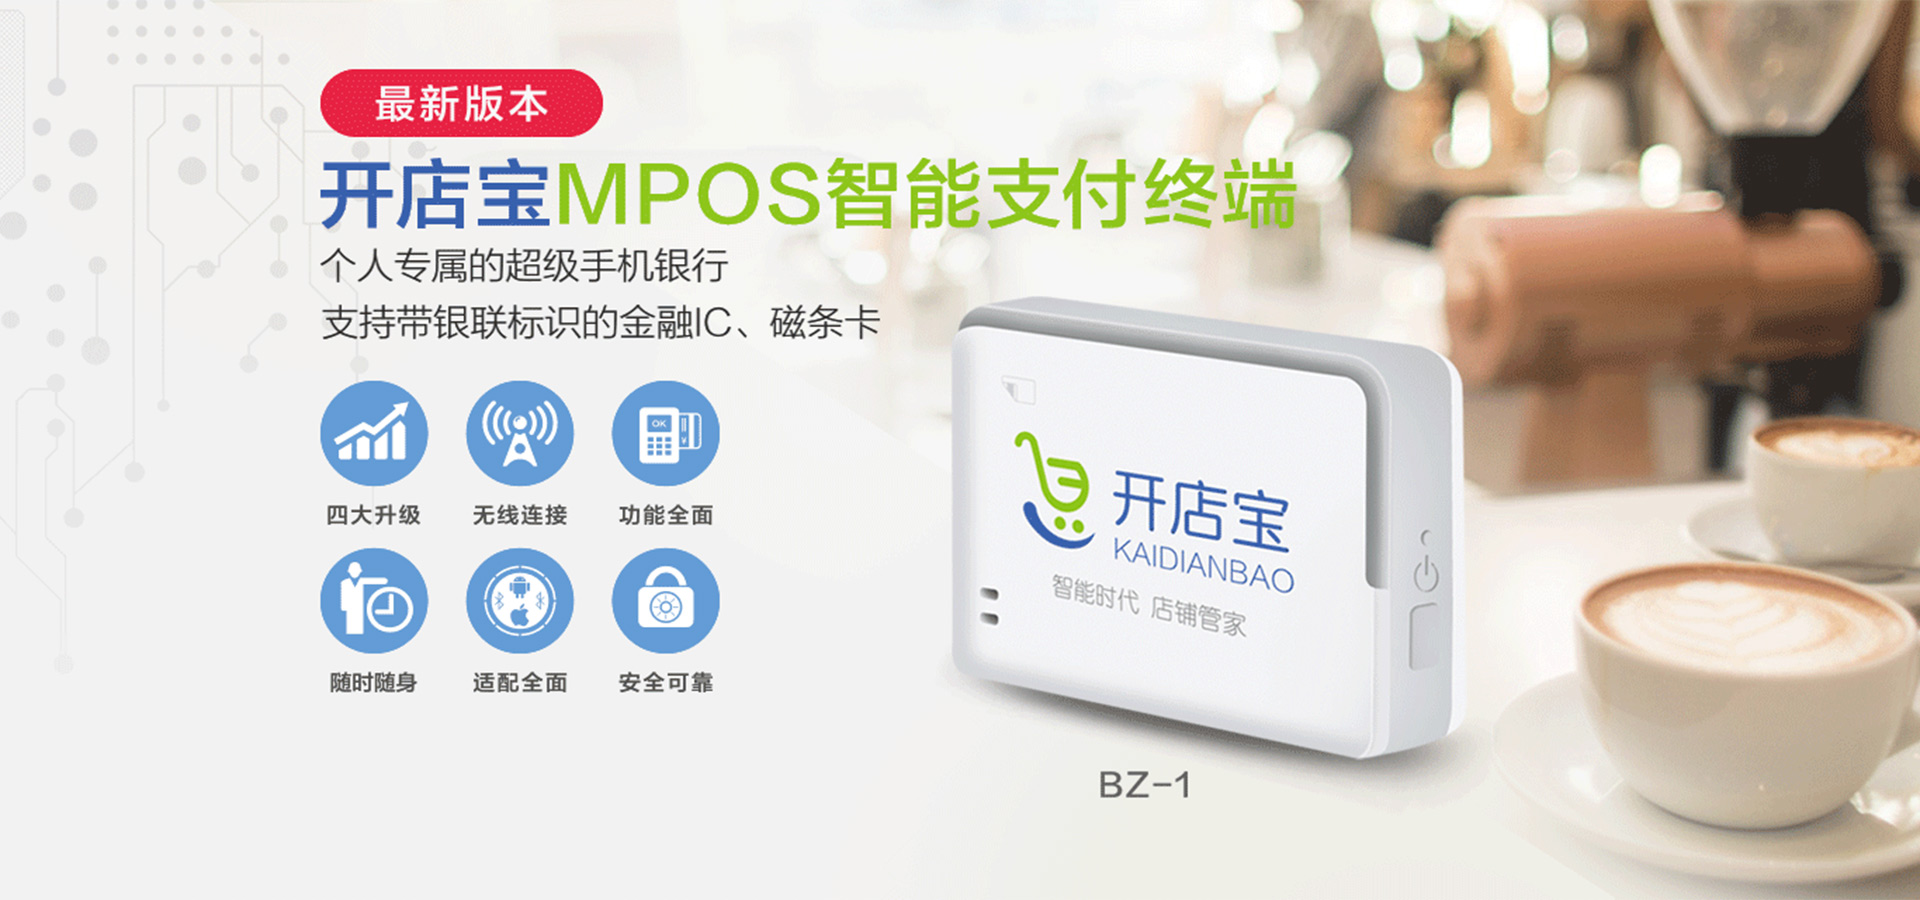 最新版本
开店宝MPOS智能支付终端
个人专属的超级手机银行
支持带银联标识的金融IC、磁条卡
OK
¥
四大升级
无线连接
功能全面
随时随身
适配全面
安全可靠
开店宝
KAIDIANBAO
智能时代 店铺管家
BZ-1